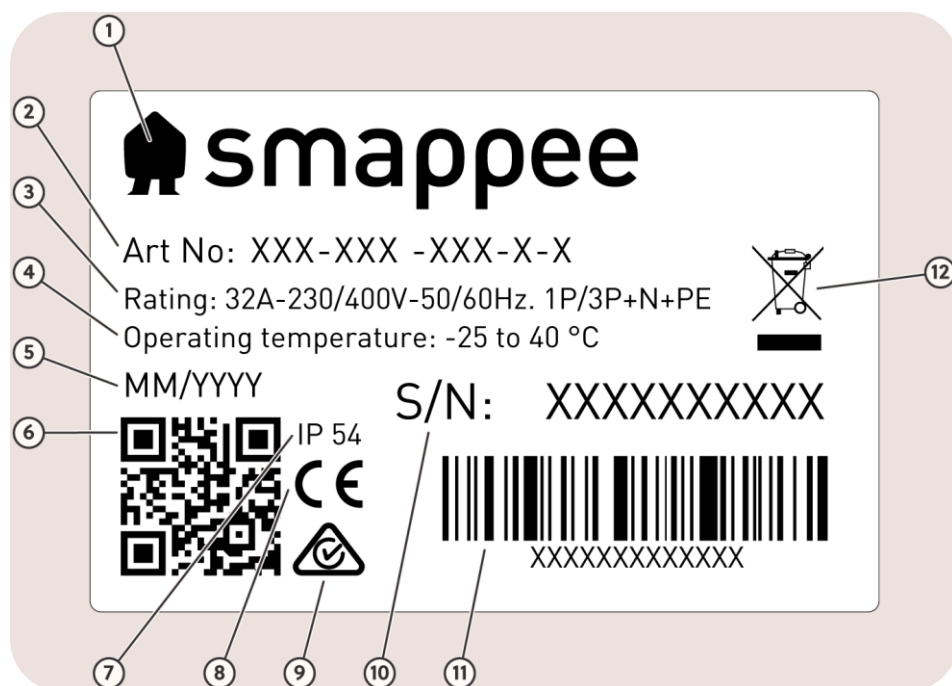 1
2
3
4
5
6
7
8
9
10
11
12
smappee
Art No: XXX-XXX -XXX-X-X
Rating: 32A-230/400V-50/60Hz. 1P/3P+N+PE
Operating temperature: -25 to 40 °C
MM/YYYY
S/N: XXXXXXXXXX
IP 54
CE
XXXXXXXXXXXXX